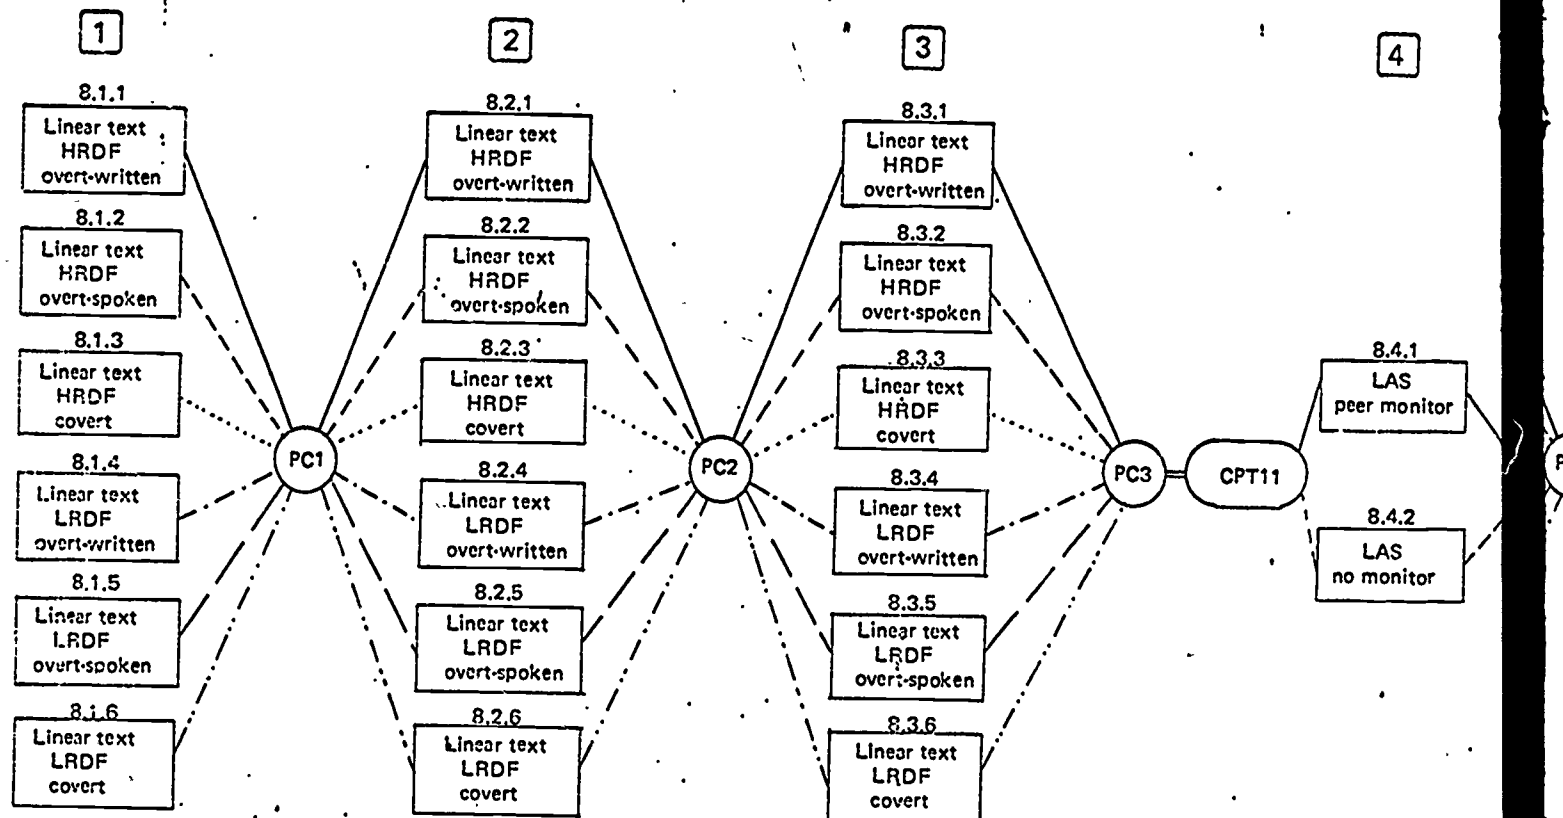 1
2
3
4
8.1.1
Linear text
HRDF
overt-written
8.1.2
Linear text
HRDF
overt-spoken
8.1.3
Linear text
HRDF
covert
8.1.4
Linear text
LRDF
overt-written
8.1.5
Linear text
LRDF
overt-spoken
8.1.6
Linear text
LRDF
covert
PC1
8.2.1
Linear text
HRDF
overt-written
8.2.2
Linear text
HRDF
overt-spoken
8.2.3
Linear text
HRDF
covert
8.2.4
Linear text
LRDF
overt-written
8.2.5
Linear text
LRDF
overt-spoken
8.2.6
Linear text
LRDF
covert
PC2
8.3.1
Linear text
HRDF
overt-written
8.3.2
Linear text
HRDF
overt-spoken
8.3.3
Linear text
HRDF
covert
8.3.4
Linear text
LRDF
overt-written
8.3.5
Linear text
LRDF
overt-spoken
8.3.6
Linear text
LRDF
covert
PC3
CPT11
8.4.1
LAS
peer monitor
8.4.2
LAS
no monitor